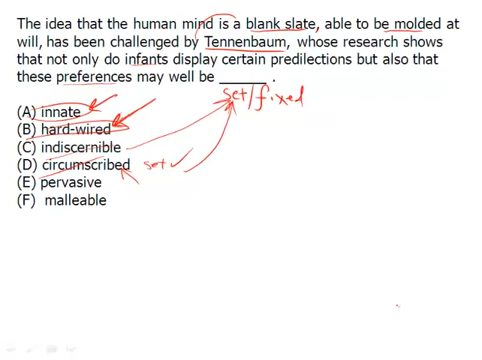 The idea that the human mind is a blank slate, able to be molded at
will, has been challenged by Tennenbaum, whose research shows
that not only do infants display certain predilections but also that
these preferences may well be ______ .
set/fixed
(A) innate
(B) hard-wired
(C) indiscernible
(D) circumscribed set
(E) pervasive
(F) malleable